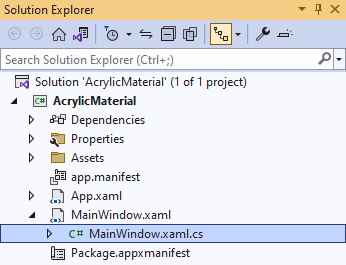 Solution Explorer
Search Solution Explorer (Ctrl+;)
Solution 'AcrylicMaterial' (1 of 1 project)
C# AcrylicMaterial
Dependencies
Properties
Assets
app.manifest
App.xaml
MainWindow.xaml
C# MainWindow.xaml.cs
Package.appxmanifest